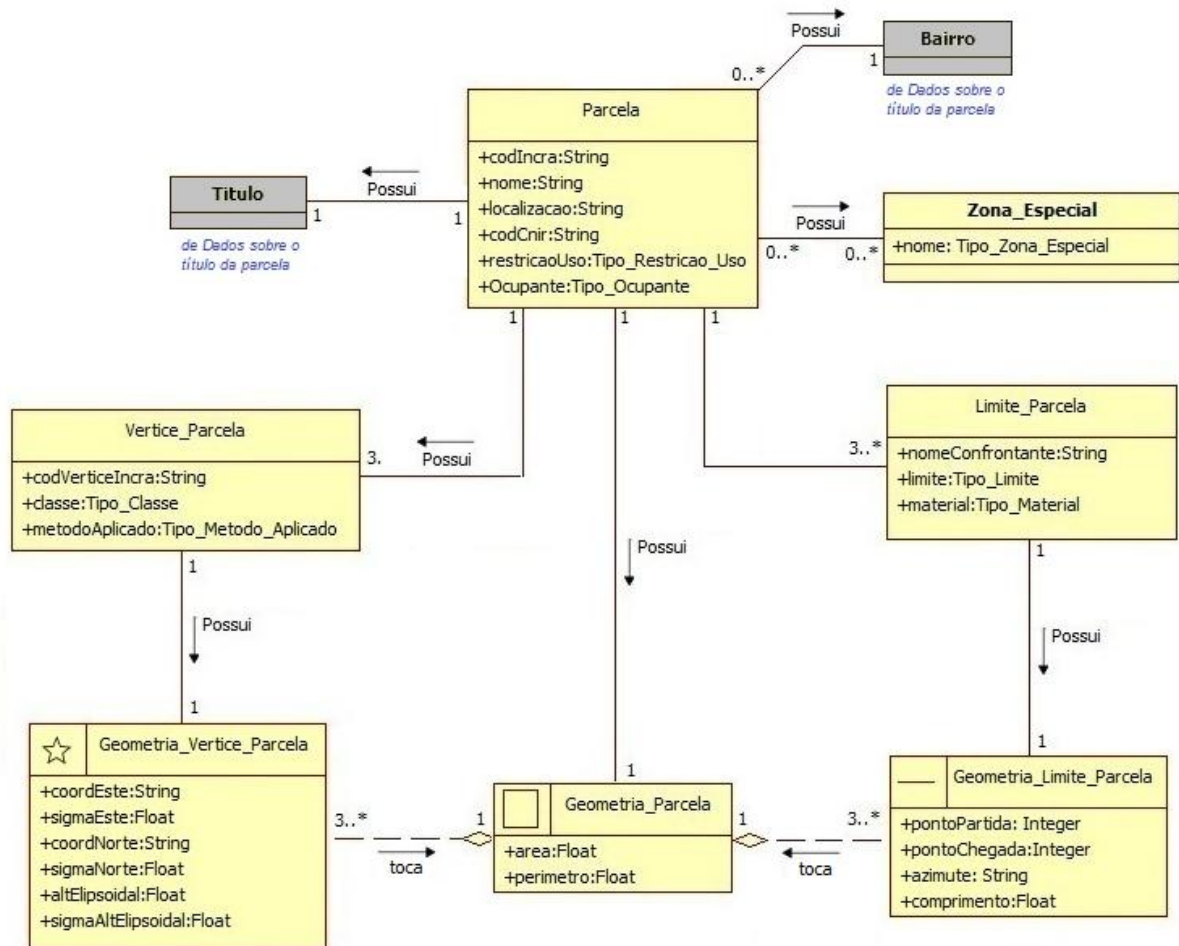 Possui
Bairro
0..*
1
de Dados sobre o
título da parcela
Parcela
+codIncra:String
+nome:String
+localizacao:String
+codCnir:String
+restricaoUso:Tipo_Restricao_Uso
+Ocupante:Tipo_Ocupante
Titulo
Possui
1
1
de Dados sobre o
título da parcela
Possui
Zona_Especial
+nome: Tipo_Zona_Especial
0..*
0..*
1
1
1
Vertice_Parcela
+codVerticeIncra:String
+classe:Tipo_Classe
+metodoAplicado:Tipo_Metodo_Aplicado
3.
Possui
Limite_Parcela
+nomeConfrontante:String
+limite:Tipo_Limite
+material:Tipo_Material
3..*
1
Possui
1
Possui
1
Possui
1
Geometria_Vertice_Parcela
+coordEste:String
+sigmaEste:Float
+coordNorte:String
+sigmaNorte:Float
+altElipsoidal:Float
+sigmaAltElipsoidal:Float
3..*
1
toca
1
Geometria_Parcela
+area:Float
+perimetro:Float
1
3..*
toca
1
Geometria_Limite_Parcela
+pontoPartida: Integer
+pontoChegada:Integer
+azimute: String
+comprimento:Float